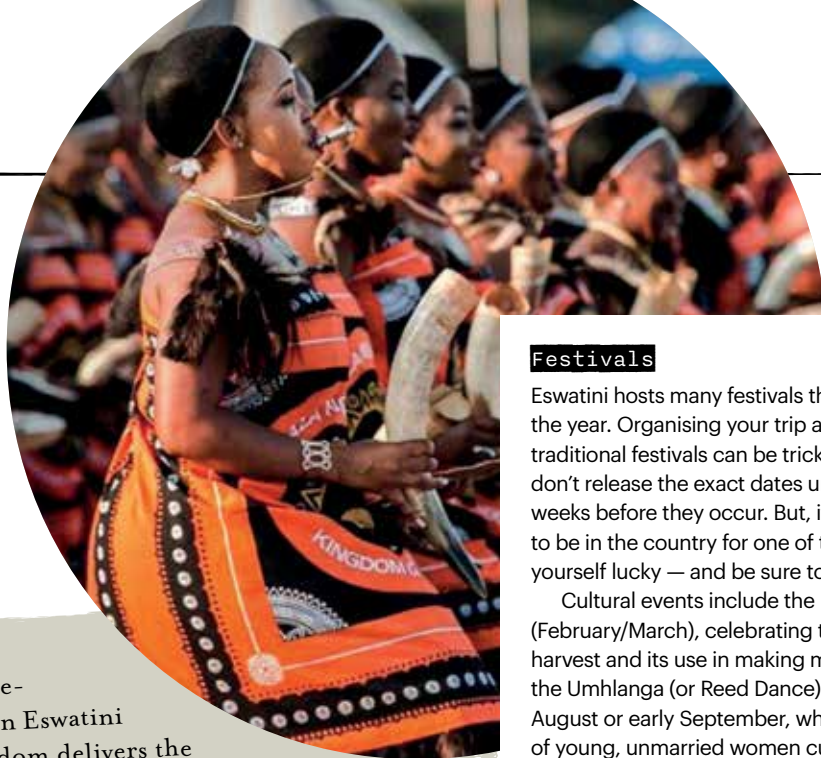 Festivals
Eswatini hosts many festivals th
the year. Organising your trip a
traditional festivals can be trick
don't release the exact dates u
weeks before they occur. But, i
to be in the country for one of t
yourself lucky — and be sure to
Cultural events include the
(February/March), celebrating t
harvest and its use in making m
the Umhlanga (or Reed Dance)
August or early September, wh
of young, unmarried women cu
KINGDOM
e-
n Eswatini
dom delivers the